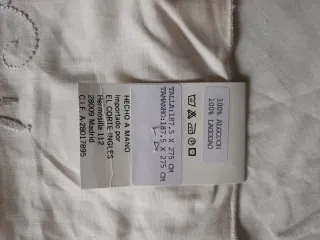 100% ALGODON
100% LAGODAO
TALLA:187.5 X 275 CM
TAMANHO:187.5 X 275 CM
HECHO A MANO
Importado por
EL CORTE INGLES
Hermosilla 112
28009 Madrid
C.I.F. A-28017895